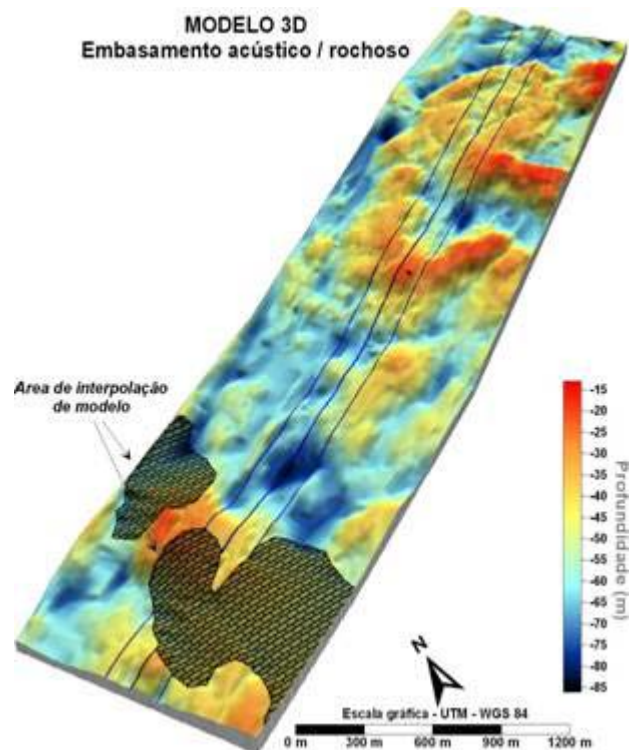 MODELO 3D
Embasamento acústico / rochoso
Area de interpolação
de modelo
-15
-20
-25
-30
-35
-40
-45
-50
-55
-60
-65
-70
-75
-80
-85
Profundidade (m)
N
Escala gráfica - UTM - WGS 84
0 m 300 m 600 m 900 m 1200 m